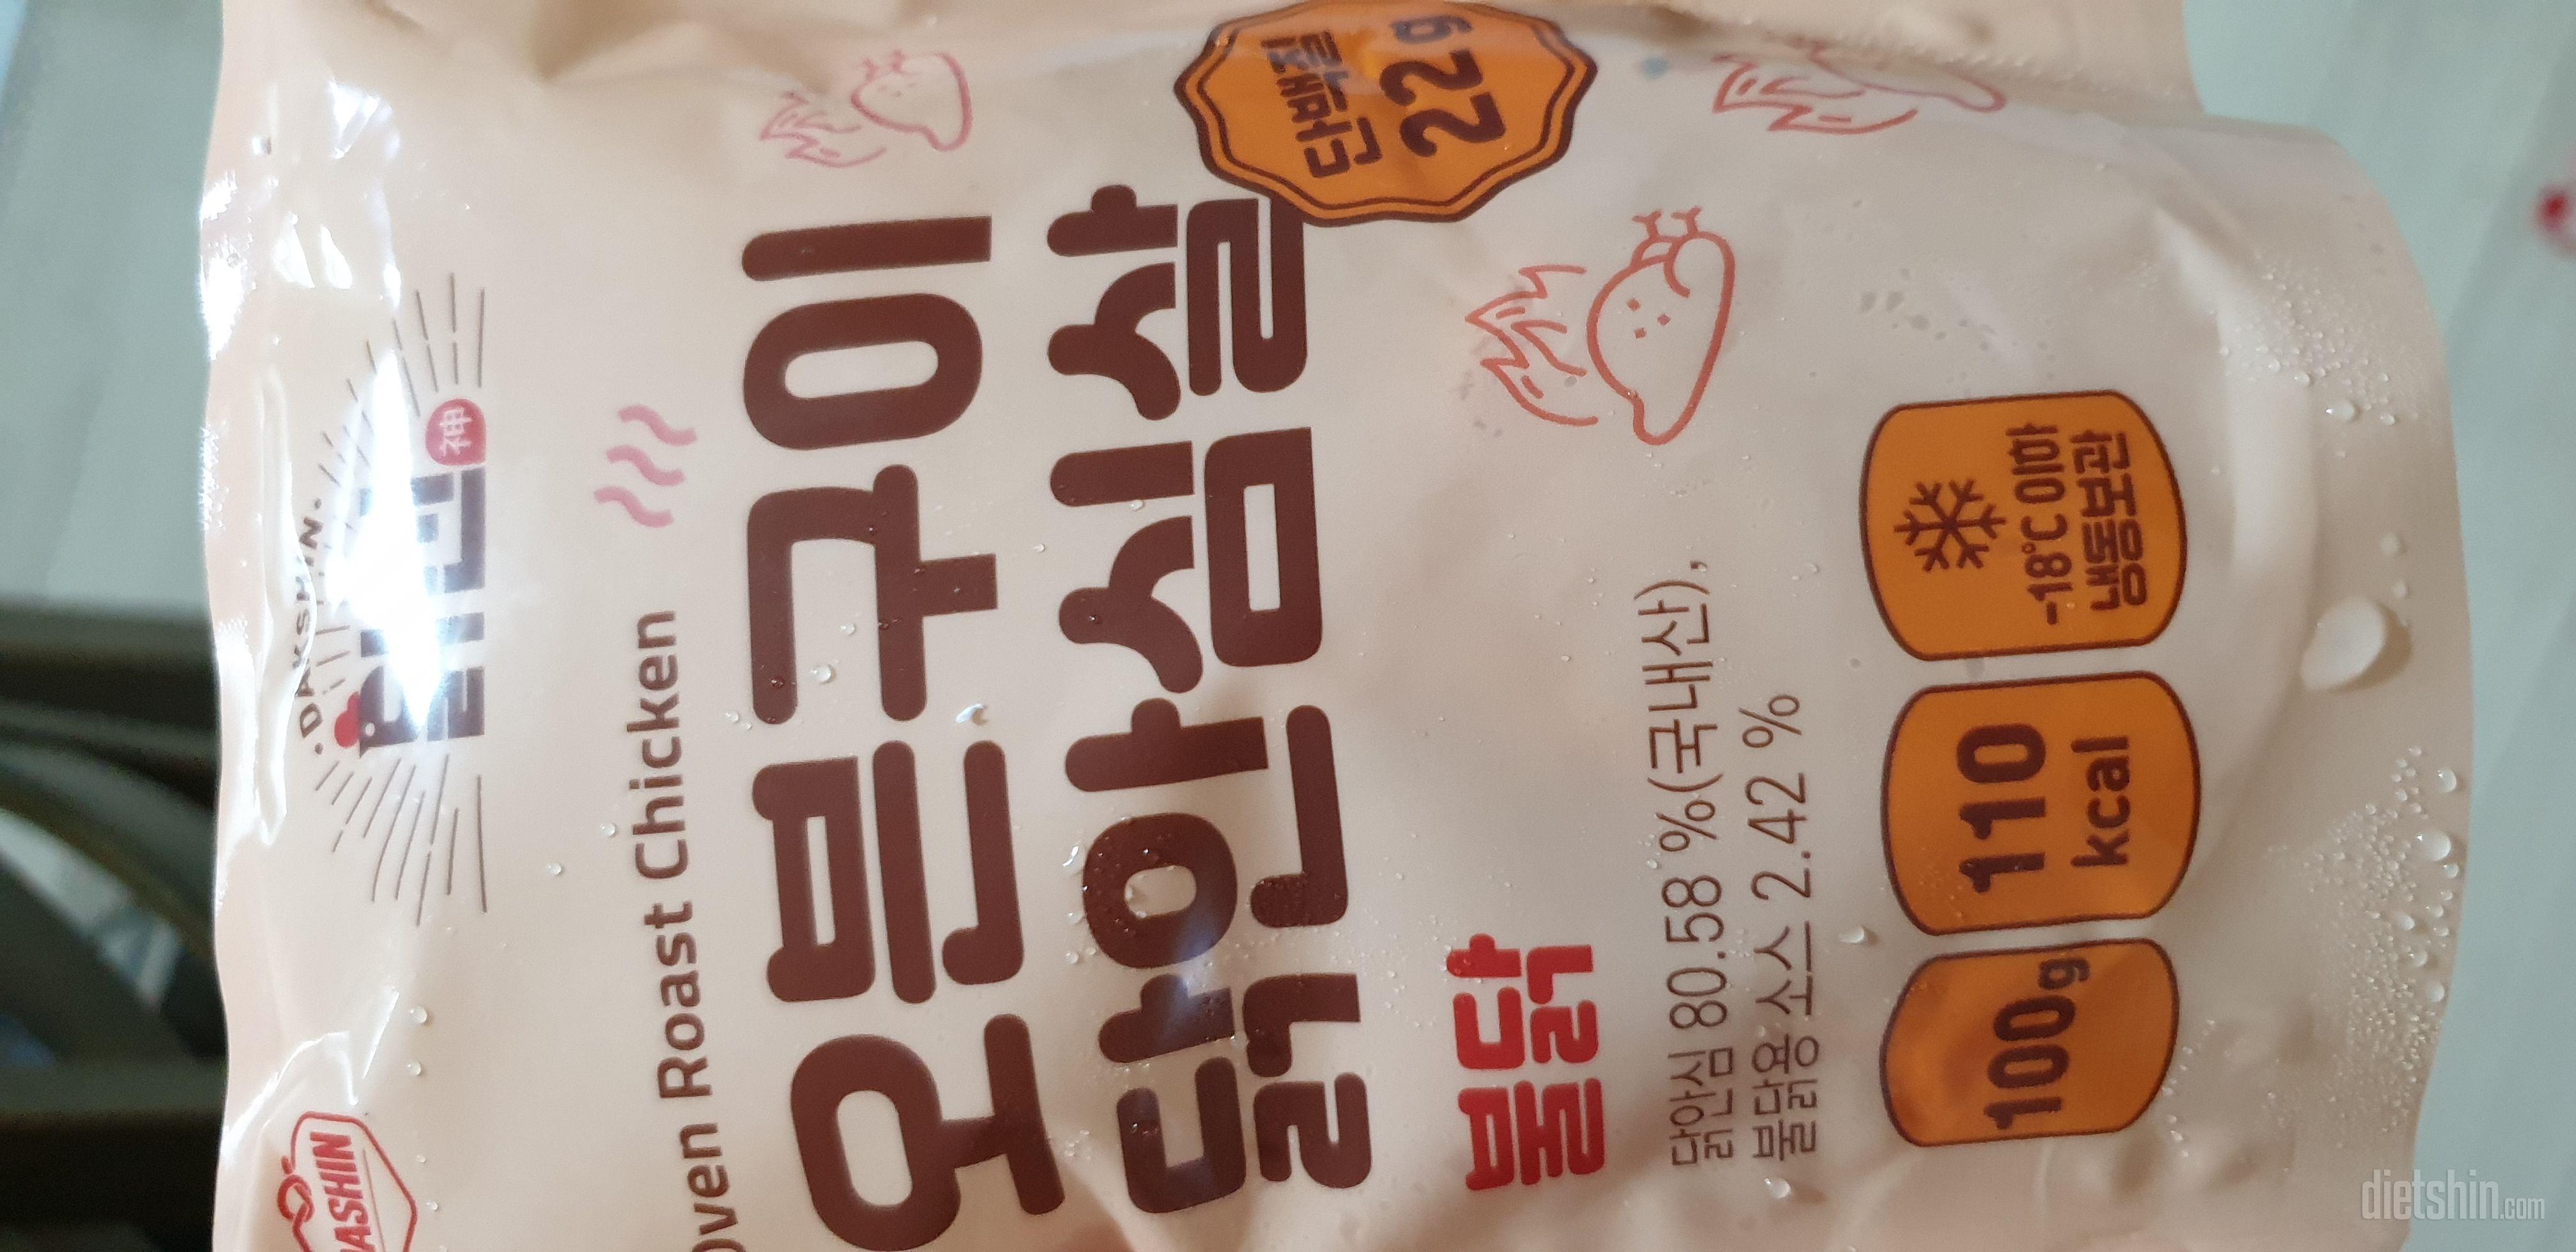 DASHIN
·DAKSHIN·
닭신
神
Oven Roast Chicken
오븐구이
닭안심살
단백질
22g
불닭
닭안심 80.58 %(국내산),
불닭용 소스 2.42 %
100g
110
kcal
-18℃ 이하
냉동보관
dietshin.com